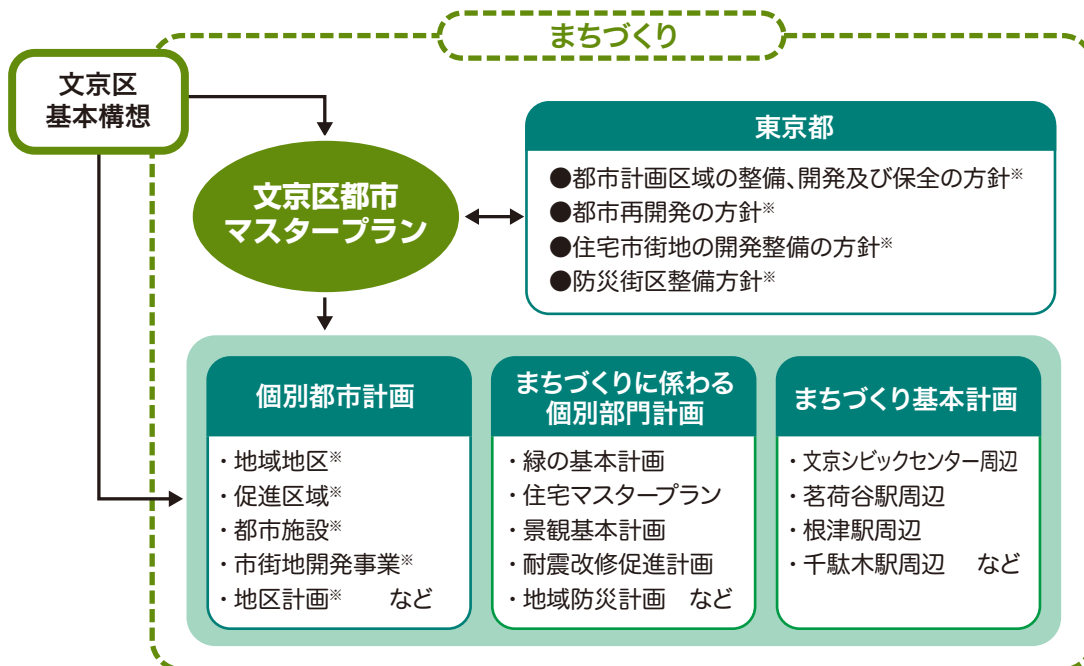 まちづくり
文京区
基本構想
文京区都市
マスタープラン
東京都
●都市計画区域の整備、開発及び保全の方針※
●都市再開発の方針※
●住宅市街地の開発整備の方針※
●防災街区整備方針※
個別都市計画
・地域地区※
・促進区域※
・都市施設※
・市街地開発事業※
・地区計画※　など
まちづくりに係わる
個別部門計画
・緑の基本計画
・住宅マスタープラン
・景観基本計画
・耐震改修促進計画
・地域防災計画　など
まちづくり基本計画
・文京シビックセンター周辺
・茗荷谷駅周辺
・根津駅周辺
・千駄木駅周辺　など